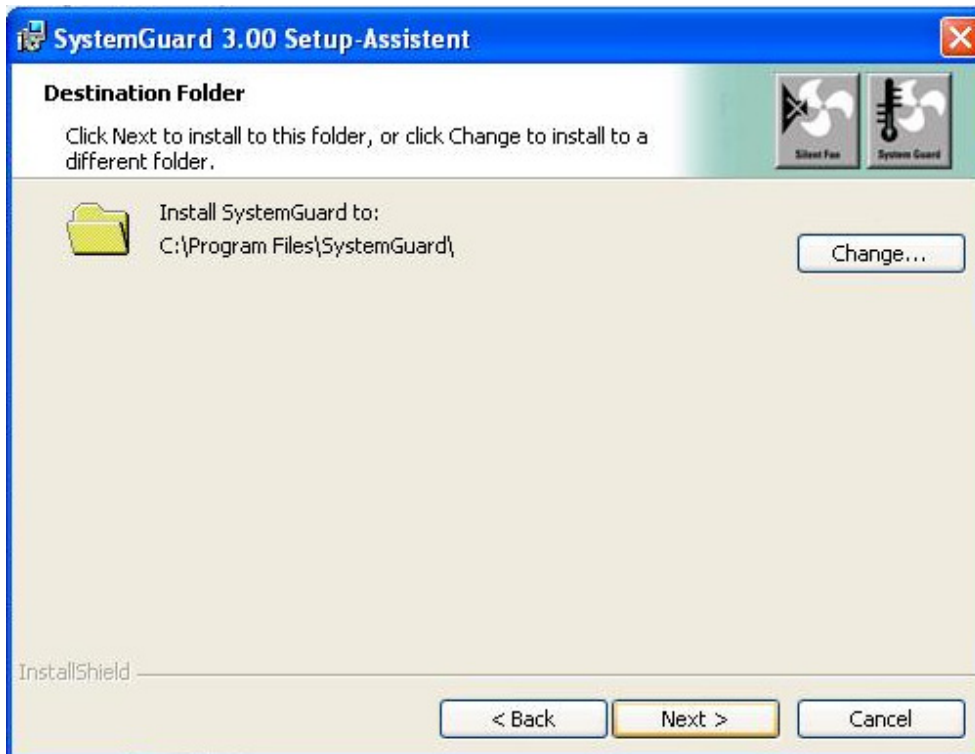 SystemGuard 3.00 Setup-Assistent
Destination Folder
Click Next to install to this folder, or click Change to install to a
different folder.
Silent Fan
System Guard
Install SystemGuard to:
C:\Program Files\SystemGuard\
Change...
InstallShield
< Back
Next >
Cancel